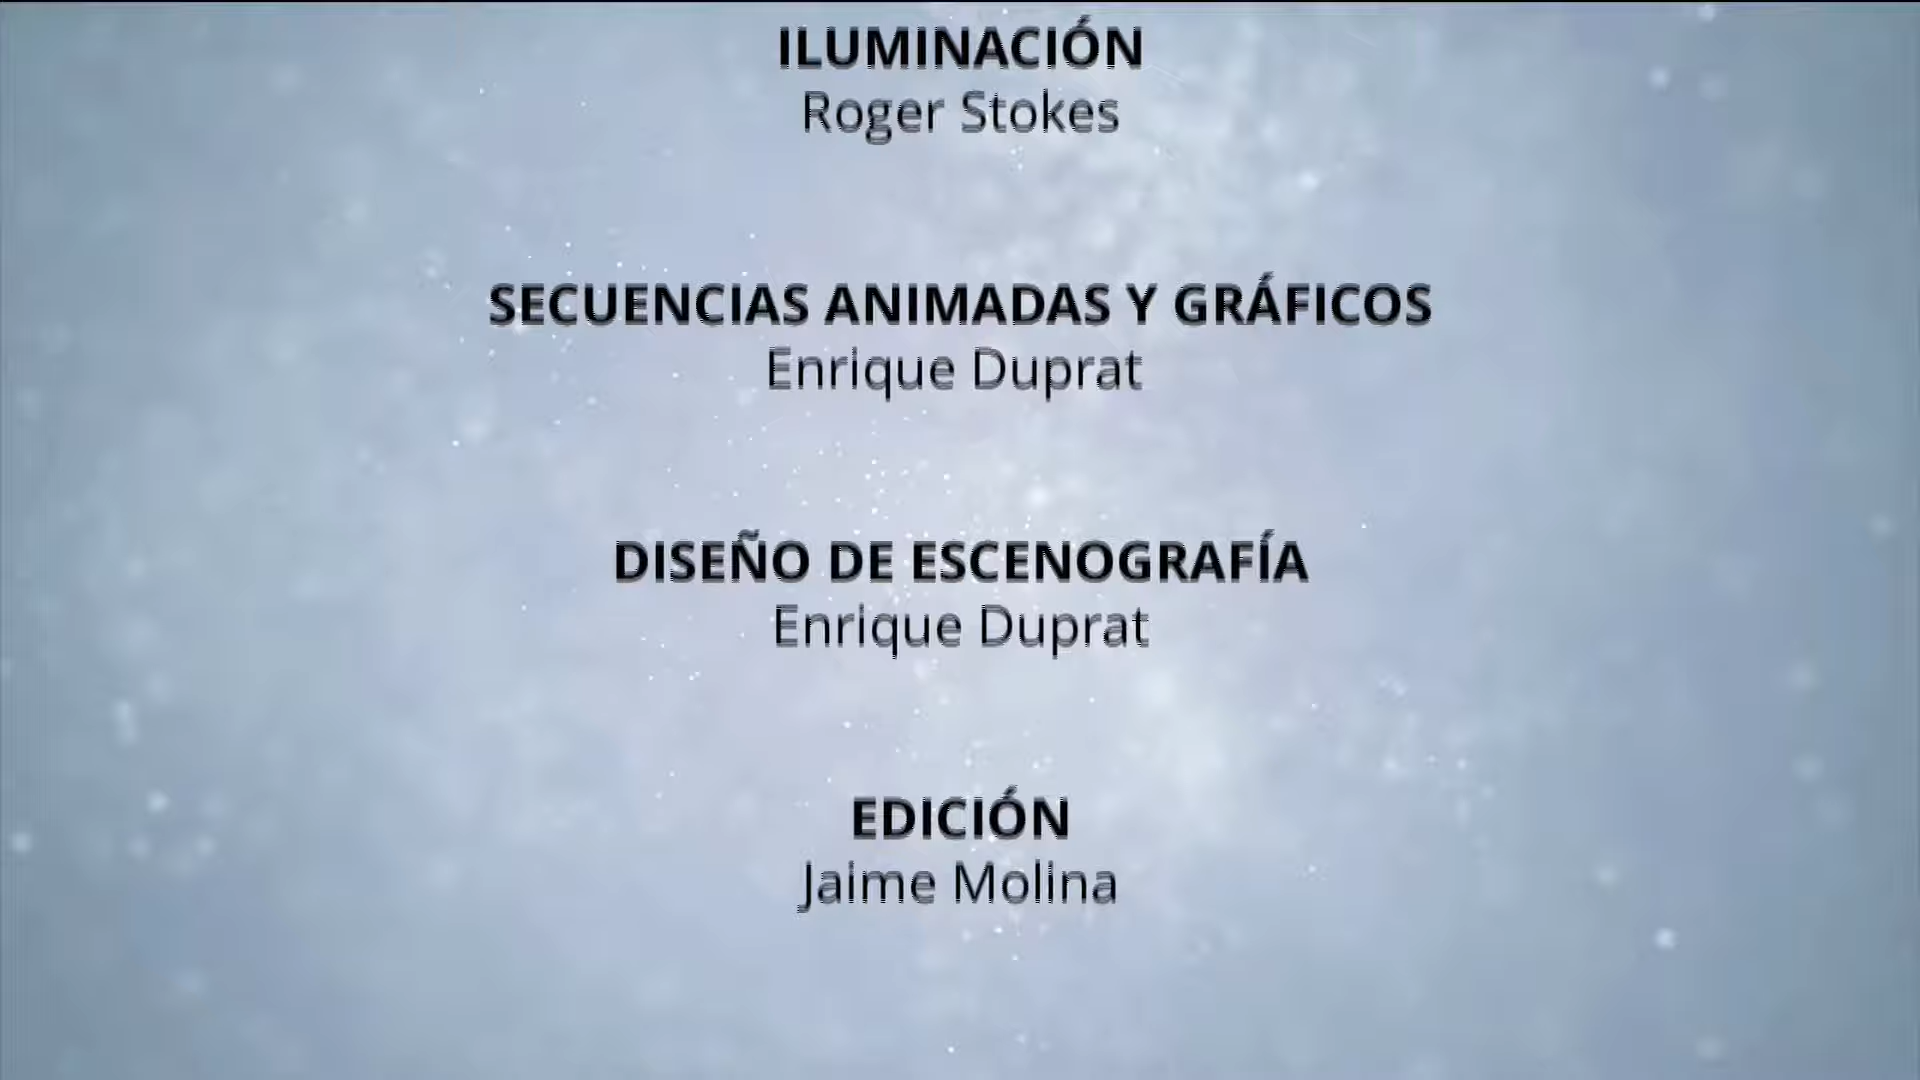 ILUMINACIÓN
Roger Stokes
SECUENCIAS ANIMADAS Y GRÁFICOS
Enrique Duprat
DISEÑO DE ESCENOGRAFÍA
Enrique Duprat
EDICIÓN
Jaime Molina